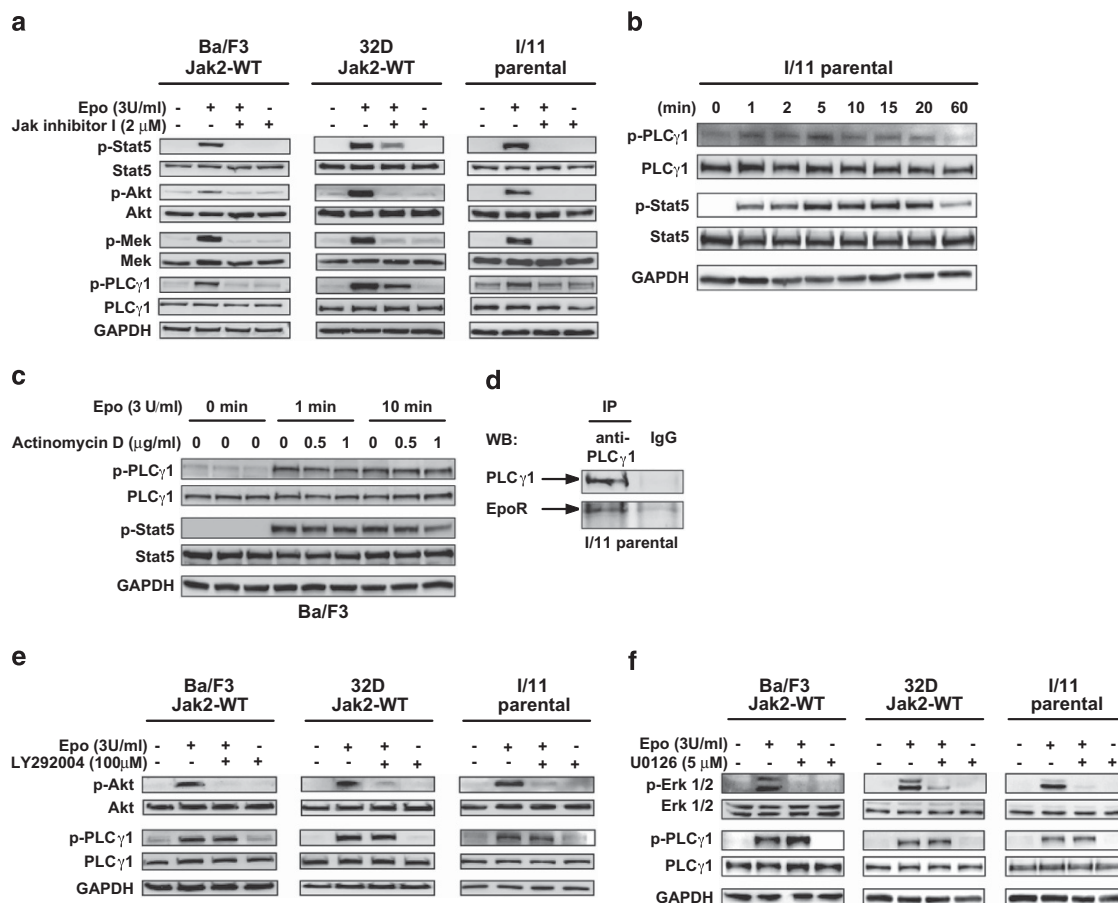 a
Ba/F3 32D I/11
Jak2-WT Jak2-WT parental
Epo (3U/ml) - + + - - + + - - + + -
Jak inhibitor I (2 μM) - - + + - - + + - - + +
p-Stat5
Stat5
p-Akt
Akt
p-Mek
Mek
p-PLCγ1
PLCγ1
GAPDH
b
I/11 parental
(min) 0 1 2 5 10 15 20 60
p-PLCγ1
PLCγ1
p-Stat5
Stat5
GAPDH
c
Epo (3 U/ml) 0 min 1 min 10 min
Actinomycin D (μg/ml) 0 0 0 0 0.5 1 0 0.5 1
p-PLCγ1
PLCγ1
p-Stat5
Stat5
GAPDH
Ba/F3
d
IP
WB: anti- IgG
PLCγ1
PLCγ1
EpoR
I/11 parental
e
Ba/F3 32D I/11
Jak2-WT Jak2-WT parental
Epo (3U/ml) - + + - - + + - - + + -
LY292004 (100μM) - - + + - - + + - - + +
p-Akt
Akt
p-PLCγ1
PLCγ1
GAPDH
f
Ba/F3 32D I/11
Jak2-WT Jak2-WT parental
Epo (3U/ml) - + + - - + + - - + + -
U0126 (5 μM) - - + + - - + + - - + +
p-Erk 1/2
Erk 1/2
p-PLCγ1
PLCγ1
GAPDH